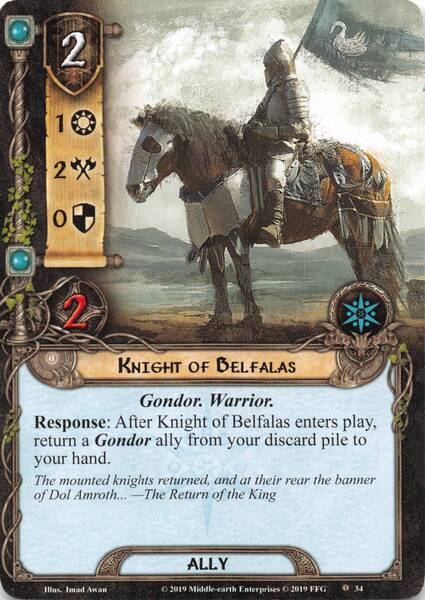 2
1
2
0
2
Knight of Belfalas
Gondor. Warrior.
Response: After Knight of Belfalas enters play,
return a Gondor ally from your discard pile to
your hand.
The mounted knights returned, and at their rear the banner
of Dol Amroth... —The Return of the King
ALLY
Illus. Imad Awan © 2019 Middle-earth Enterprises © 2019 FFG 34